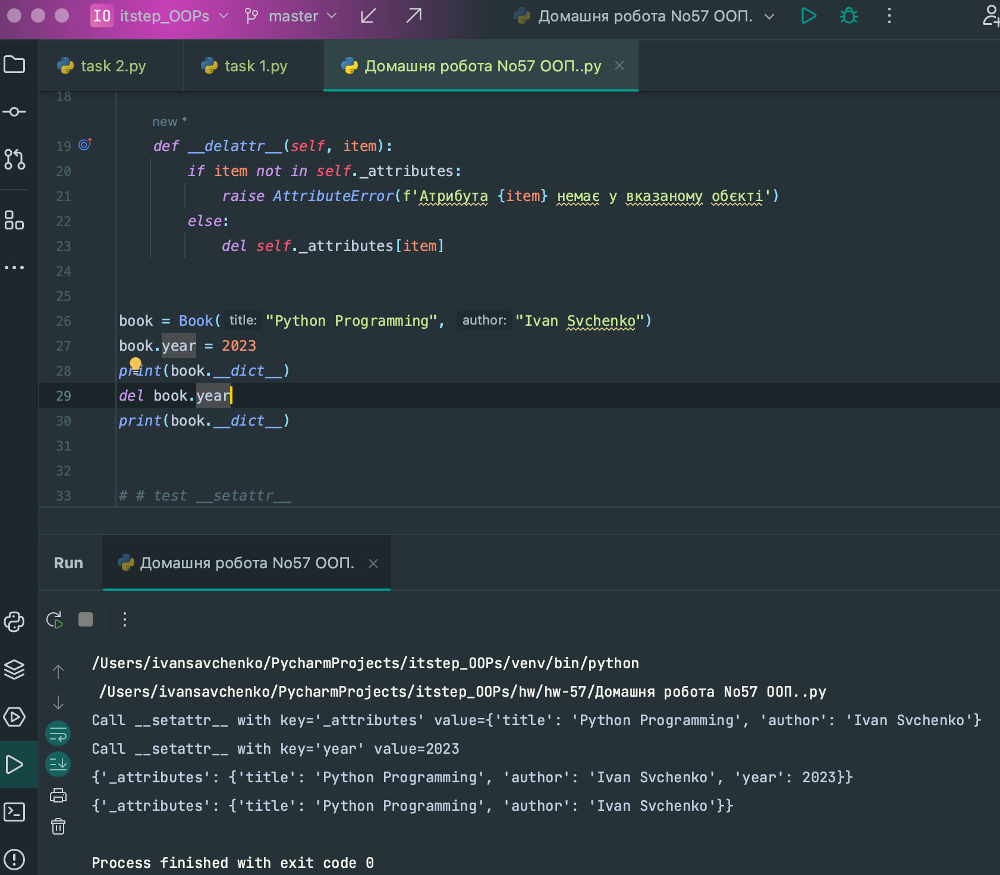 IO itstep_OOPs master Домашня робота No57 ООП.
task 2.py task 1.py Домашня робота No57 ООП..py
18
new *
19 def __delattr__(self, item):
20 if item not in self._attributes:
21 raise AttributeError(f'Атрибута {item} немає у вказаному обєкті')
22 else:
23 del self._attributes[item]
24
25
26 book = Book( title: "Python Programming", author: "Ivan Svchenko")
27 book.year = 2023
28 print(book.__dict__)
29 del book.year
30 print(book.__dict__)
31
32
33 # # test __setattr__
Run Домашня робота No57 ООП.
/Users/ivansavchenko/PycharmProjects/itstep_OOPs/venv/bin/python
/Users/ivansavchenko/PycharmProjects/itstep_OOPs/hw/hw-57/Домашня робота No57 ООП..py
Call __setattr__ with key='_attributes' value={'title': 'Python Programming', 'author': 'Ivan Svchenko'}
Call __setattr__ with key='year' value=2023
{'_attributes': {'title': 'Python Programming', 'author': 'Ivan Svchenko', 'year': 2023}}
{'_attributes': {'title': 'Python Programming', 'author': 'Ivan Svchenko'}}
Process finished with exit code 0